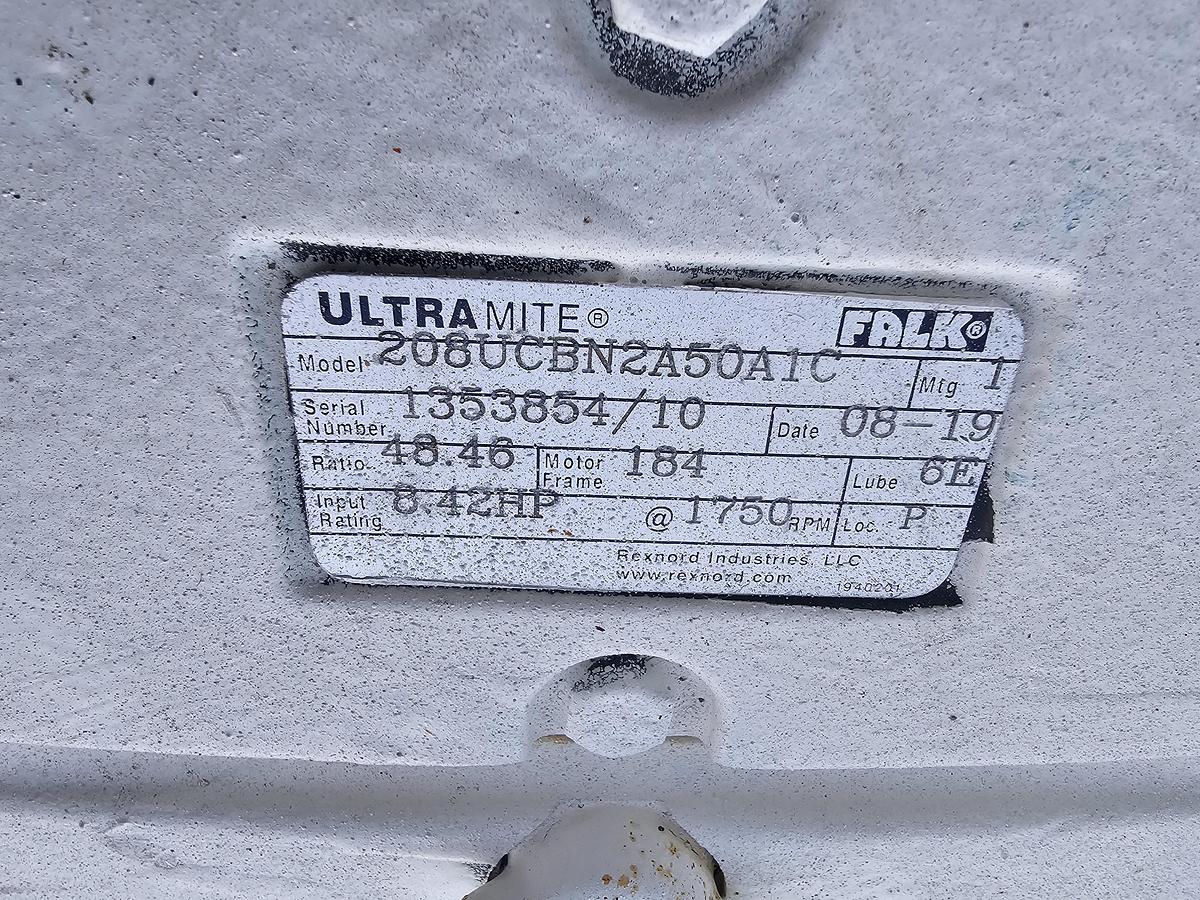 ULTRAMITE® FALK®
Model 208UCBN2A50A1C Mtg 1
Serial Number 1353854/10 Date 08-19
Ratio 48.46 Motor Frame 184 Lube 6E
Input Rating 8.42HP @ 1750 RPM Loc. P
Rexnord Industries, LLC
www.rexnord.com 1940201